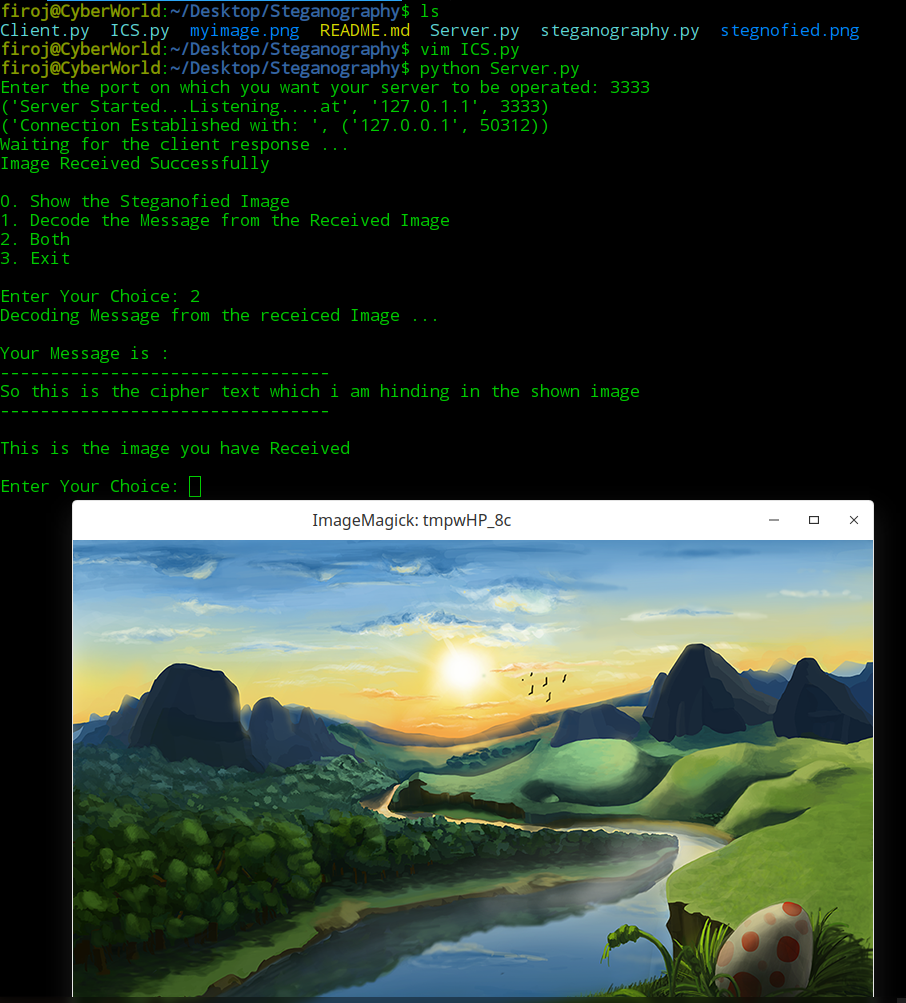 firoj@CyberWorld:~/Desktop/Steganography$ ls
Client.py  ICS.py  myimage.png  README.md  Server.py  steganography.py  stegnofied.png
firoj@CyberWorld:~/Desktop/Steganography$ vim ICS.py
firoj@CyberWorld:~/Desktop/Steganography$ python Server.py
Enter the port on which you want your server to be operated: 3333
('Server Started...Listening....at', '127.0.1.1', 3333)
('Connection Established with: ', ('127.0.0.1', 50312))
Waiting for the client response ...
Image Received Successfully
0. Show the Steganofied Image
1. Decode the Message from the Received Image
2. Both
3. Exit
Enter Your Choice: 2
Decoding Message from the receiced Image ...
Your Message is :
---------------------------------
So this is the cipher text which i am hinding in the shown image
---------------------------------
This is the image you have Received
Enter Your Choice:
ImageMagick: tmpwHP_8c